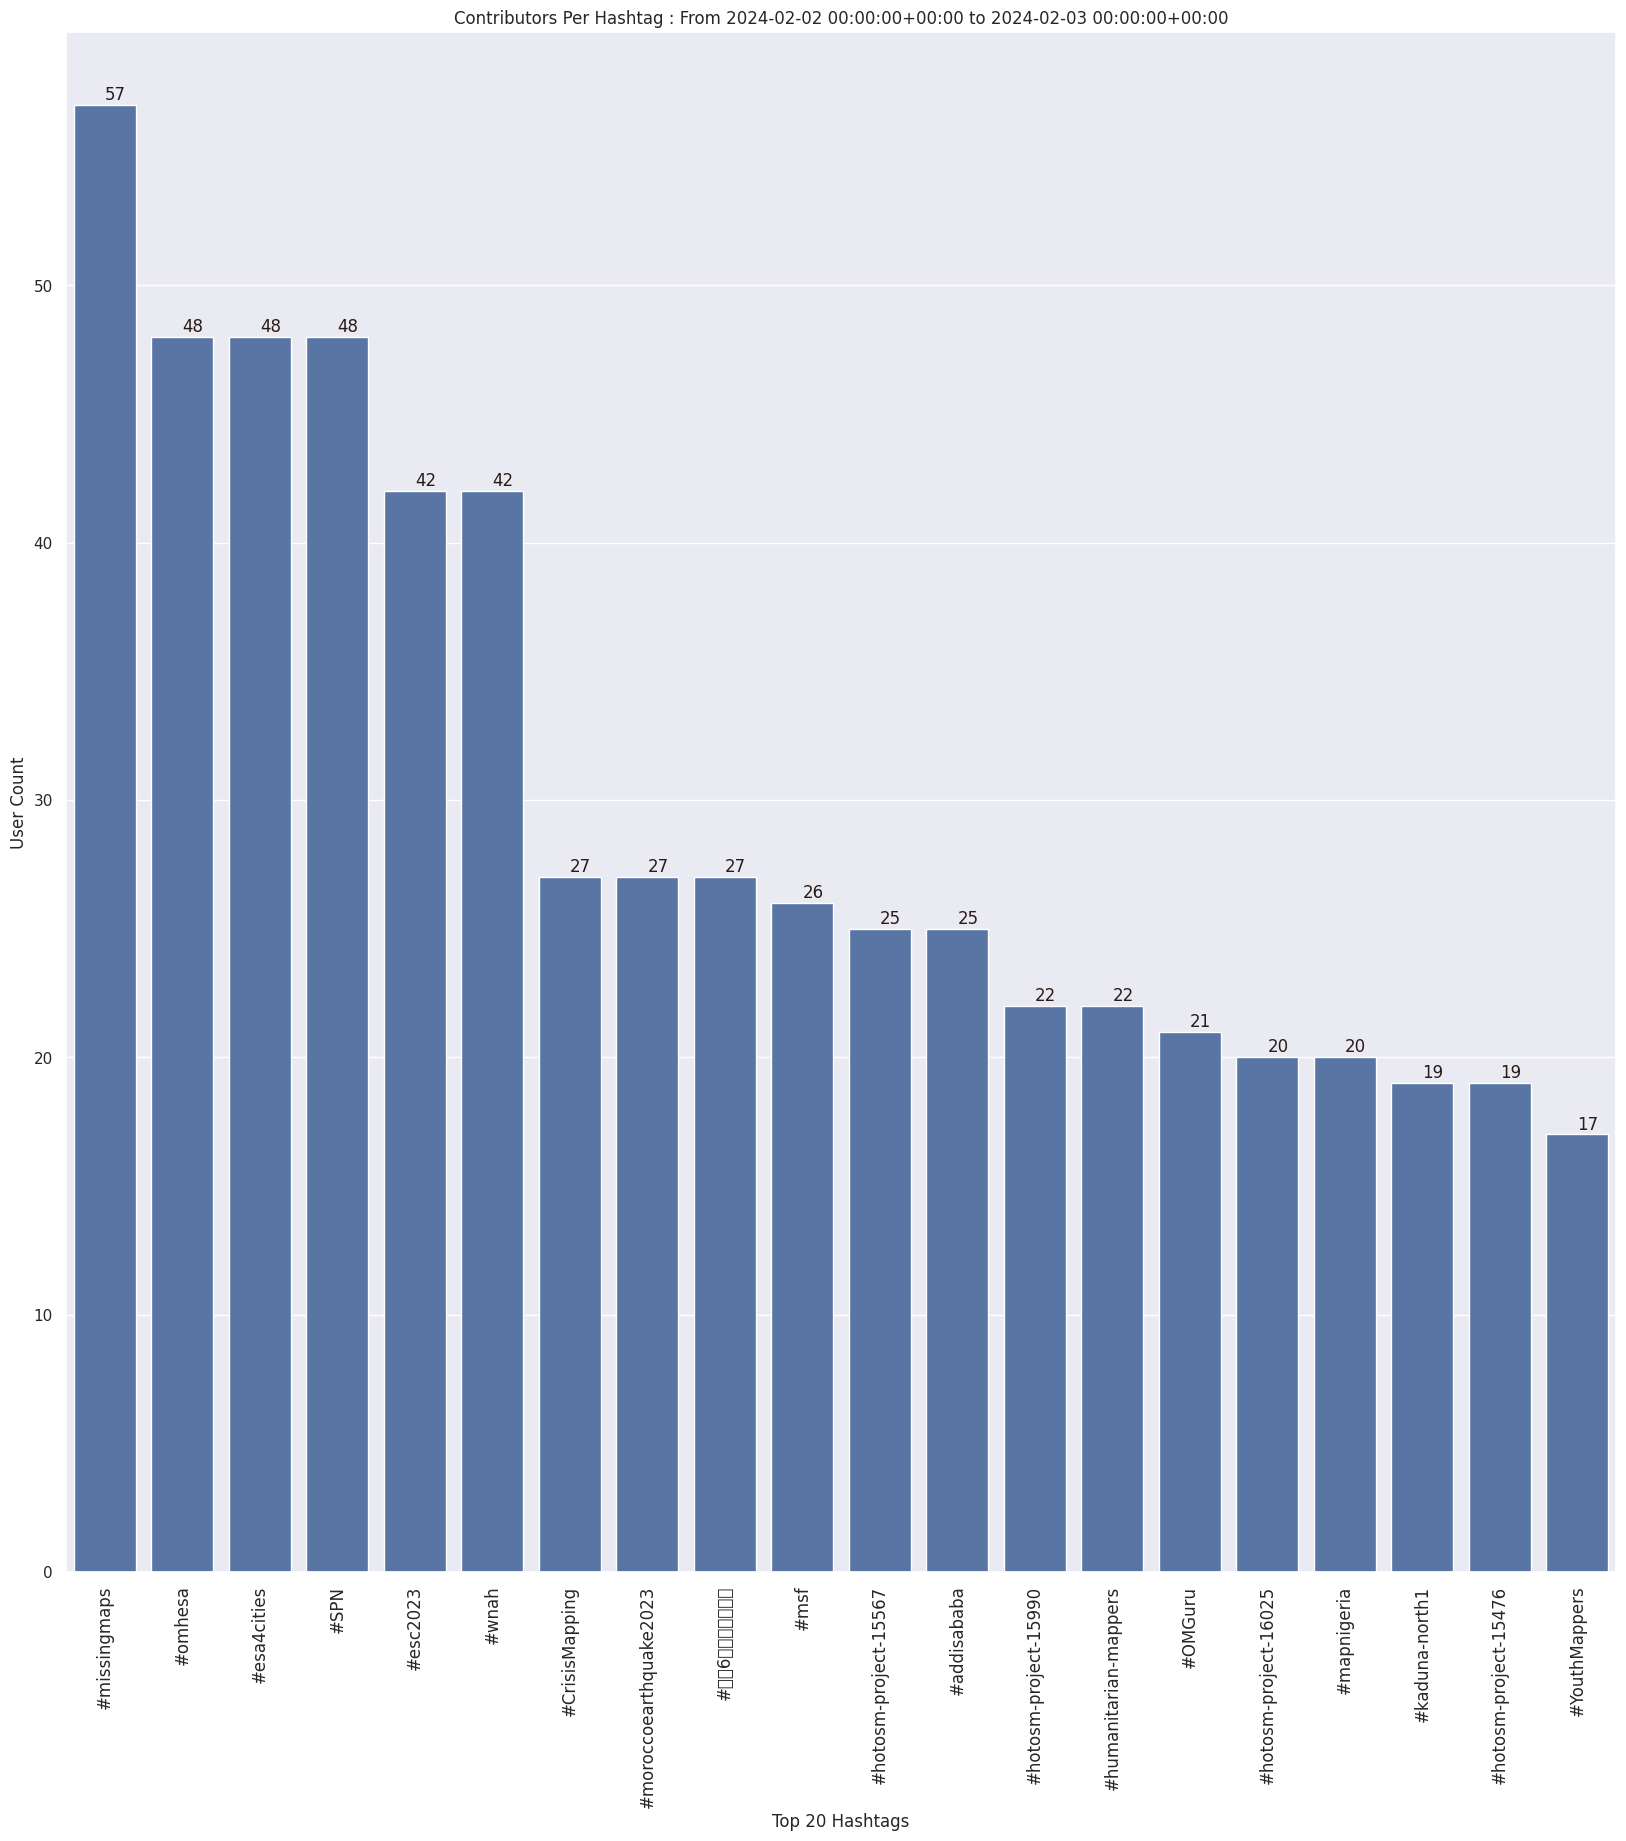 Contributors Per Hashtag : From 2024-02-02 00:00:00+00:00 to 2024-02-03 00:00:00+00:00
User Count
50
40
30
20
10
0
57
48
48
48
42
42
27
27
27
26
25
25
22
22
21
20
20
19
19
17
#missingmaps
#omhesa
#esa4cities
#SPN
#esc2023
#wnah
#CrisisMapping
#moroccoearthquake2023
#msf
#hotosm-project-15567
#addisababa
#hotosm-project-15990
#humanitarian-mappers
#OMGuru
#hotosm-project-16025
#mapnigeria
#kaduna-north1
#hotosm-project-15476
#YouthMappers
Top 20 Hashtags